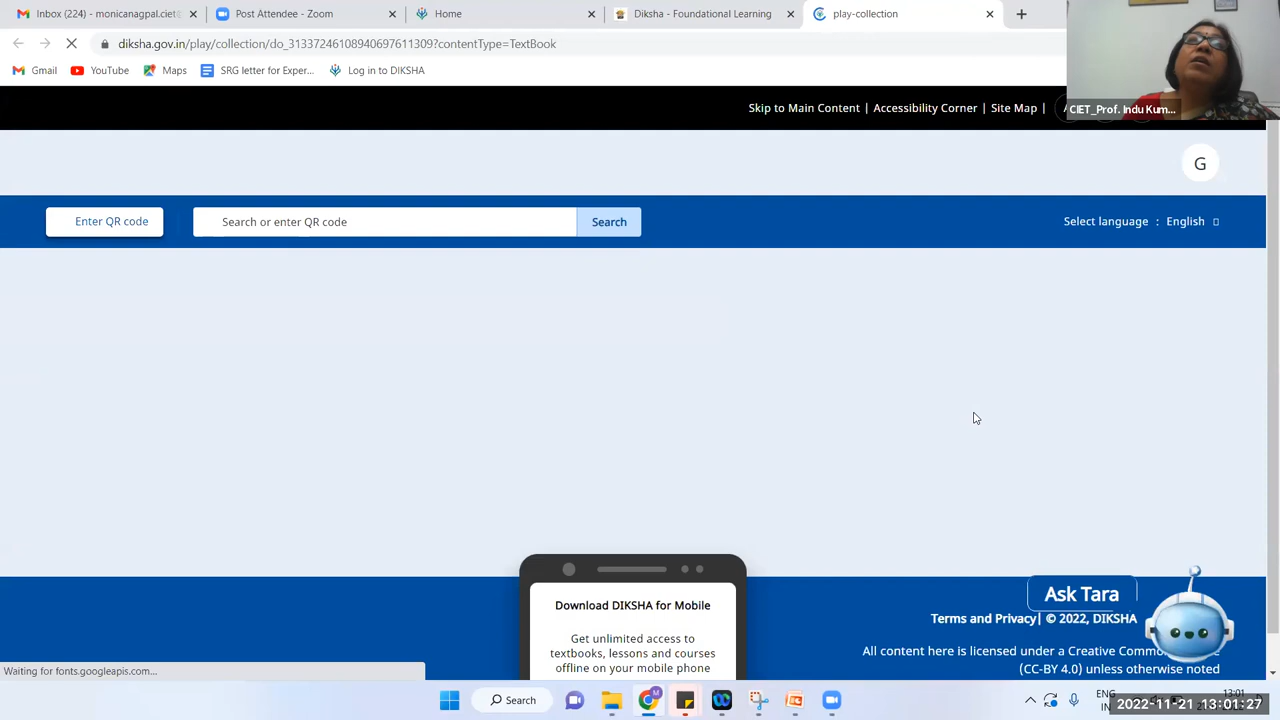 Inbox (224) - monicanagpal.ciet@
Post Attendee - Zoom
Home
Diksha - Foundational Learning
play-collection
diksha.gov.in/play/collection/do_31337246108940697611309?contentType=TextBook
Gmail
YouTube
Maps
SRG letter for Exper...
Log in to DIKSHA
CIET_Prof. Indu Kum...
Skip to Main Content |
Accessibility Corner |
Site Map |
G
Enter QR code
Search or enter QR code
Search
Select language : English
Download DIKSHA for Mobile
Get unlimited access to
textbooks, lessons and courses
offline on your mobile phone
Ask Tara
Terms and Privacy| © 2022, DIKSHA
All content here is licensed under a Creative
(CC-BY 4.0) unless otherwise noted
Waiting for fonts.googleapis.com...
Search
ENG
IN
13:01
2022-11-21 13:01:27